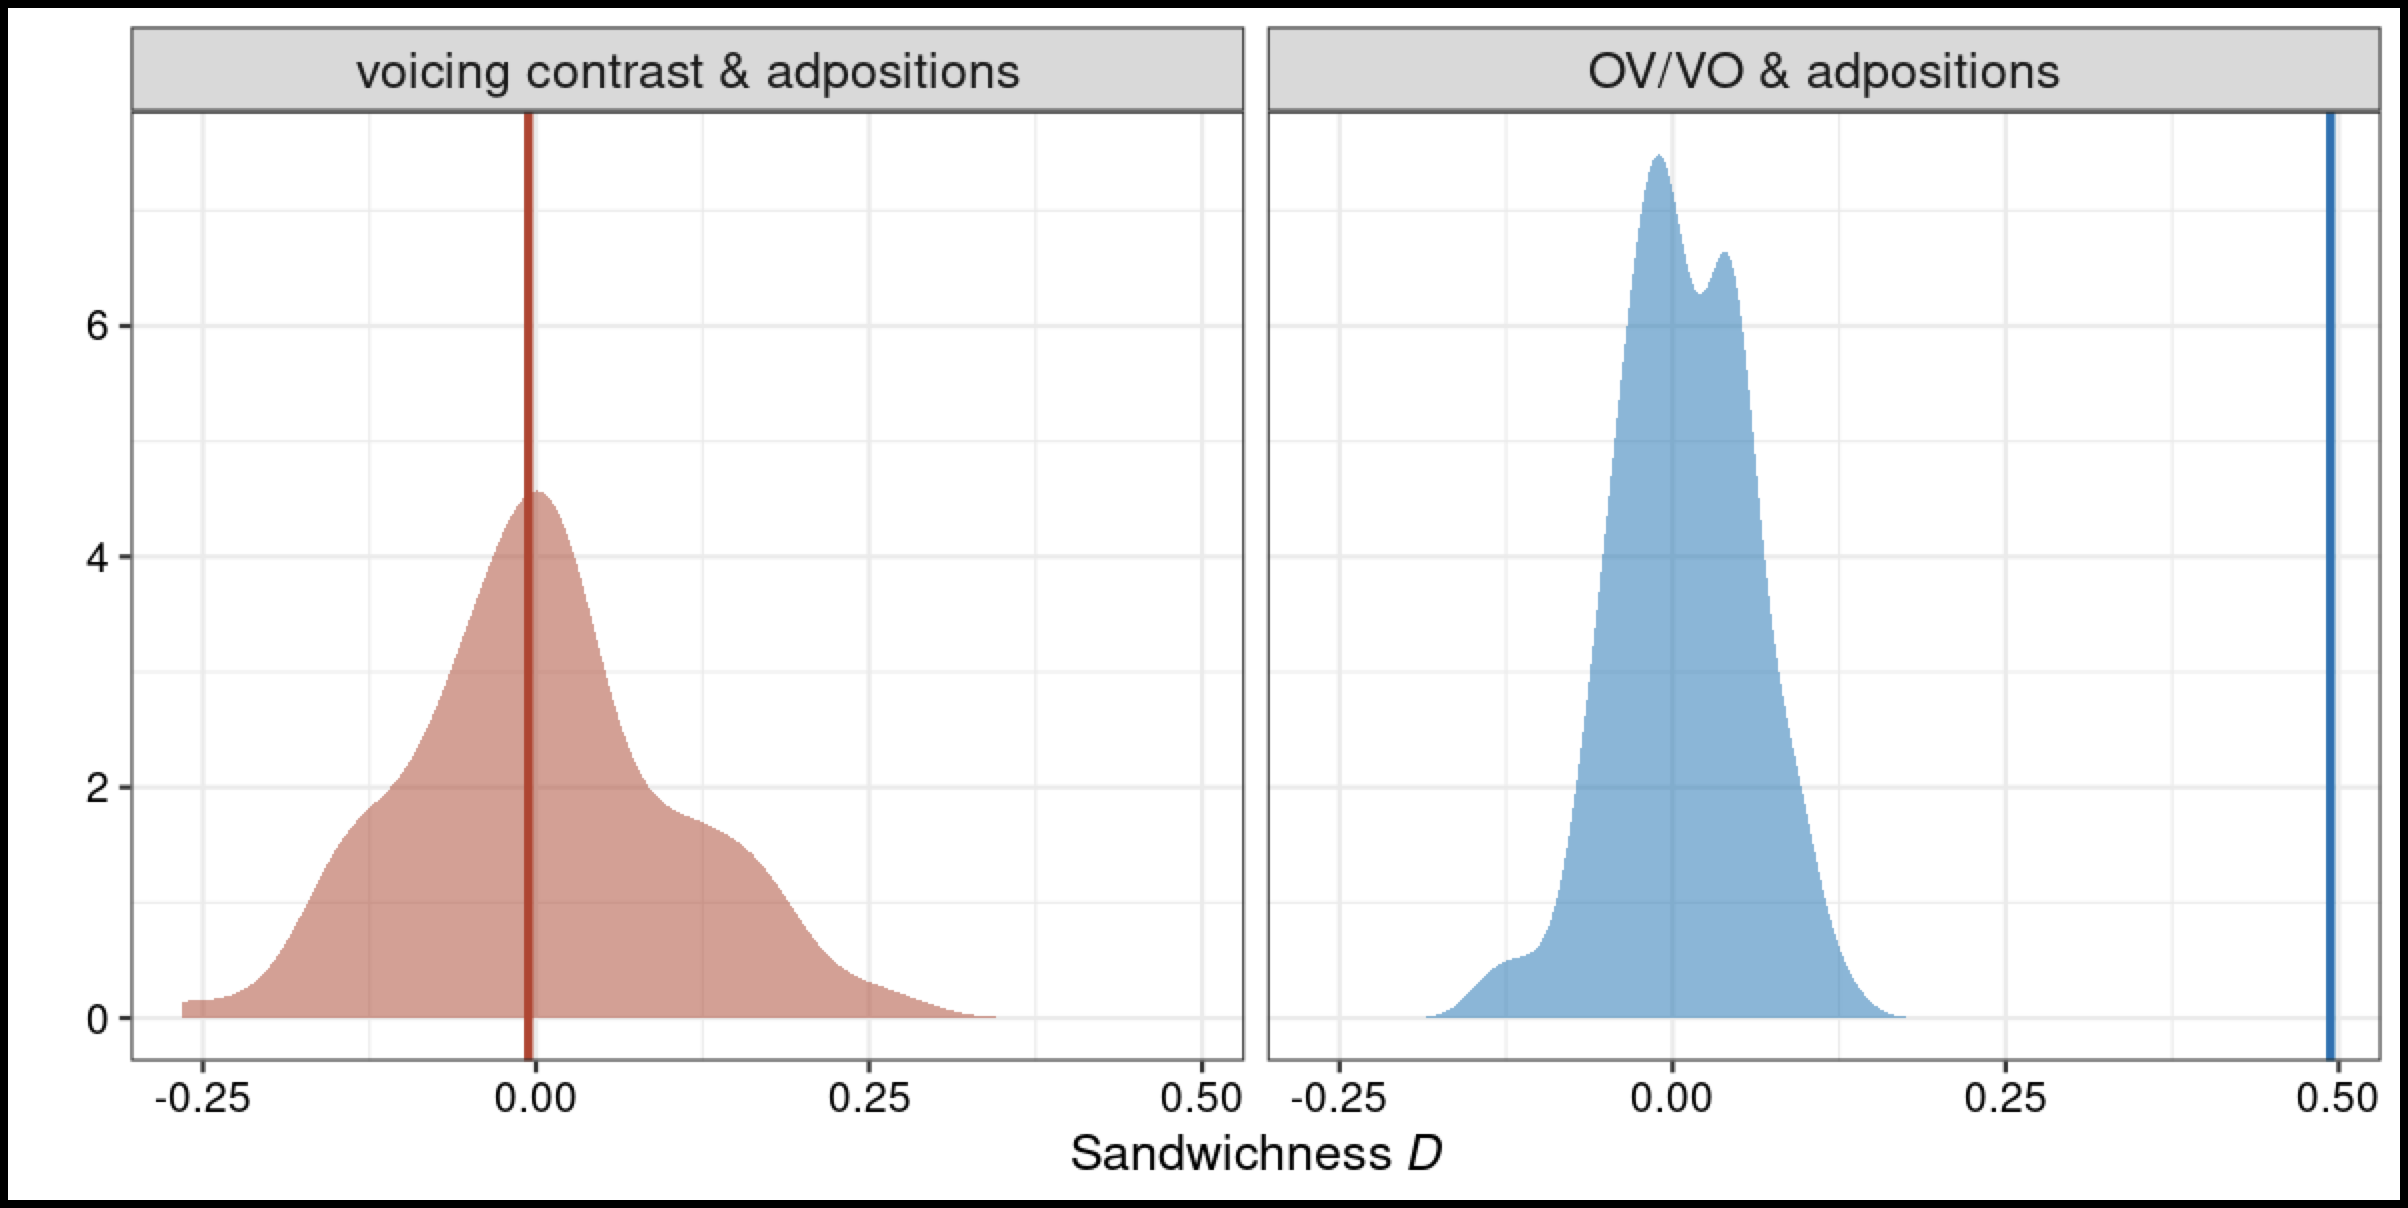 voicing contrast & adpositions
OV/VO & adpositions
6
4
2
0
-0.25 0.00 0.25 0.50 -0.25 0.00 0.25 0.50
Sandwichness D